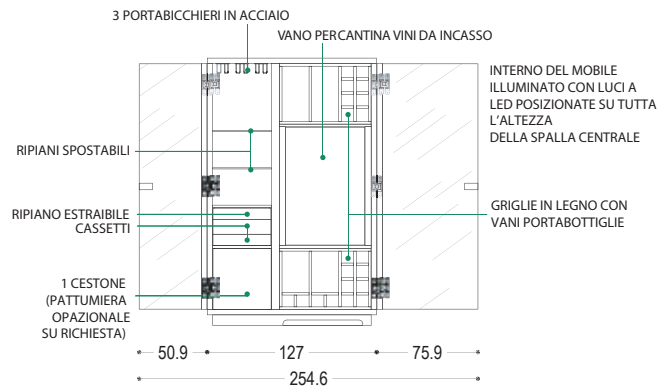 3 PORTABICCHIERI IN ACCIAIO
VANO PER CANTINA VINI DA INCASSO
INTERNO DEL MOBILE
ILLUMINATO CON LUCI A
LED POSIZIONATE SU TUTTA
L’ALTEZZA
DELLA SPALLA CENTRALE
RIPIANI SPOSTABILI
RIPIANO ESTRAIBILE
CASSETTI
GRIGLIE IN LEGNO CON
VANI PORTABOTTIGLIE
1 CESTONE
(PATTUMIERA
OPAZIONALE
SU RICHIESTA)
50.9
127
75.9
254.6